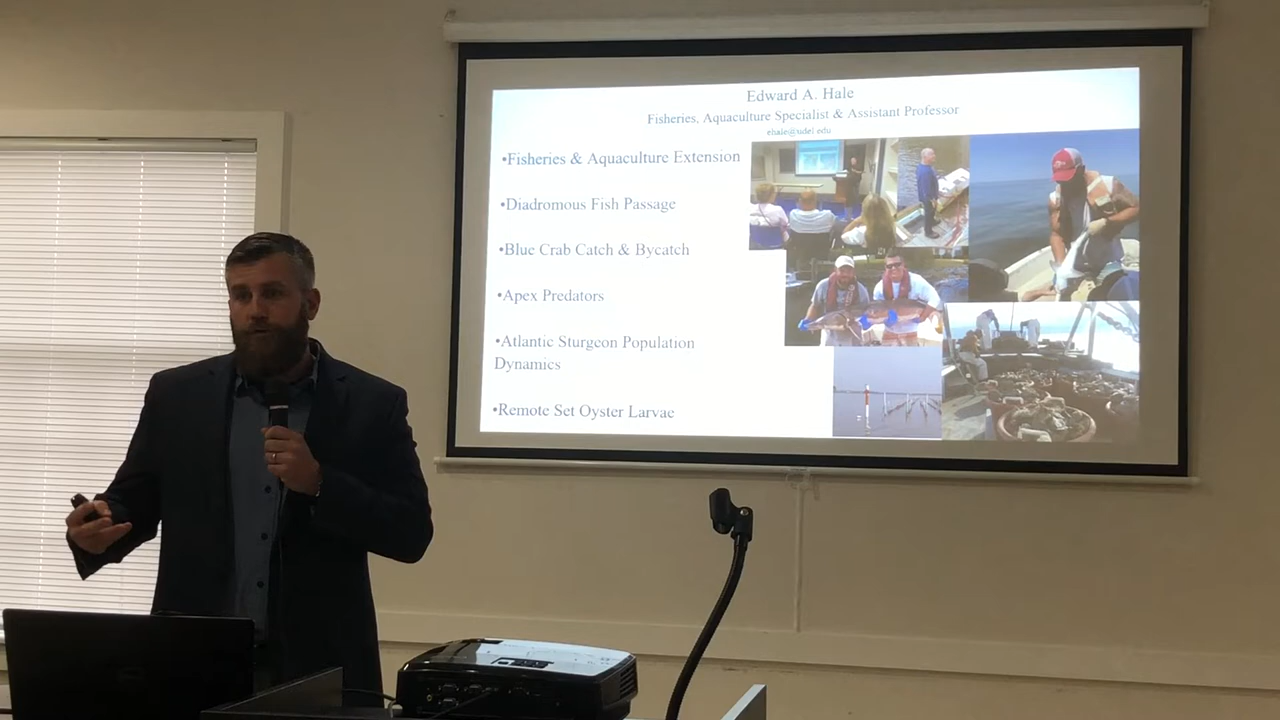 Edward A. Hale
Fisheries, Aquaculture Specialist & Assistant Professor
ehale@udel.edu
•Fisheries & Aquaculture Extension
•Diadromous Fish Passage
•Blue Crab Catch & Bycatch
•Apex Predators
•Atlantic Sturgeon Population
Dynamics
•Remote Set Oyster Larvae